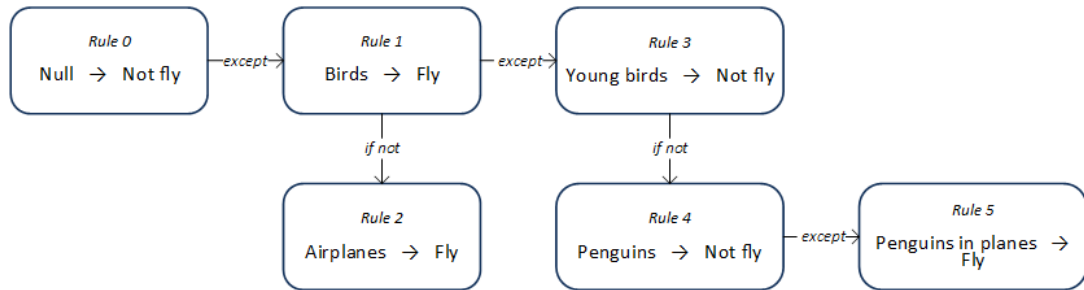 Rule 0
Null → Not fly
except
Rule 1
Birds → Fly
except
Rule 3
Young birds → Not fly
if not
if not
Rule 2
Airplanes → Fly
Rule 4
Penguins → Not fly
except
Rule 5
Penguins in planes →
Fly